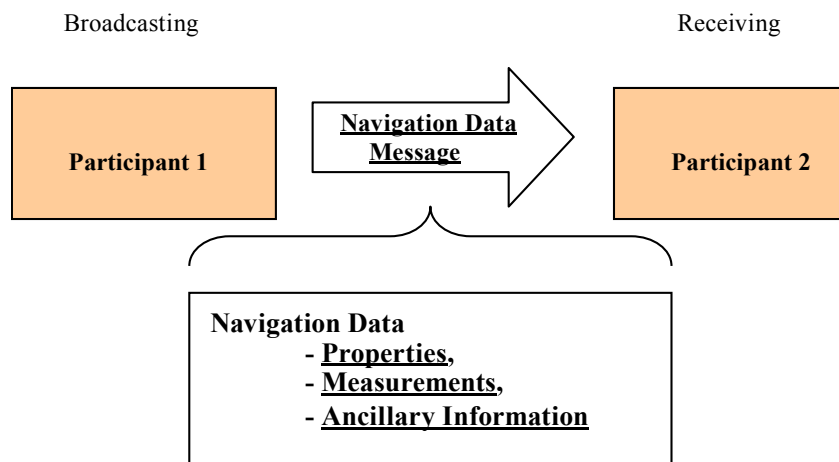 Broadcasting
Receiving
Participant 1
Navigation Data
Message
Participant 2
Navigation Data
- Properties,
- Measurements,
- Ancillary Information